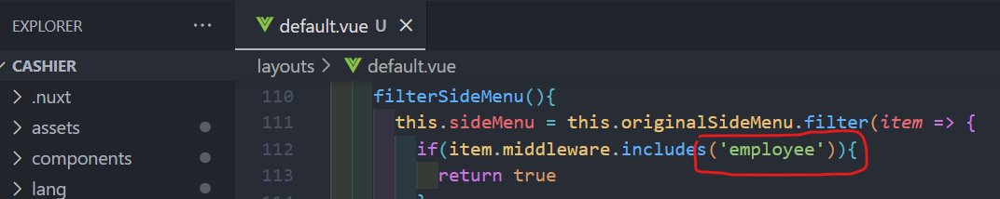 EXPLORER ···
default.vue U ×
CASHIER
layouts > default.vue
.nuxt
assets
components
lang
110 filterSideMenu(){
111 this.sideMenu = this.originalSideMenu.filter(item => {
112 if(item.middleware.includes('employee')){
113 return true
114 }